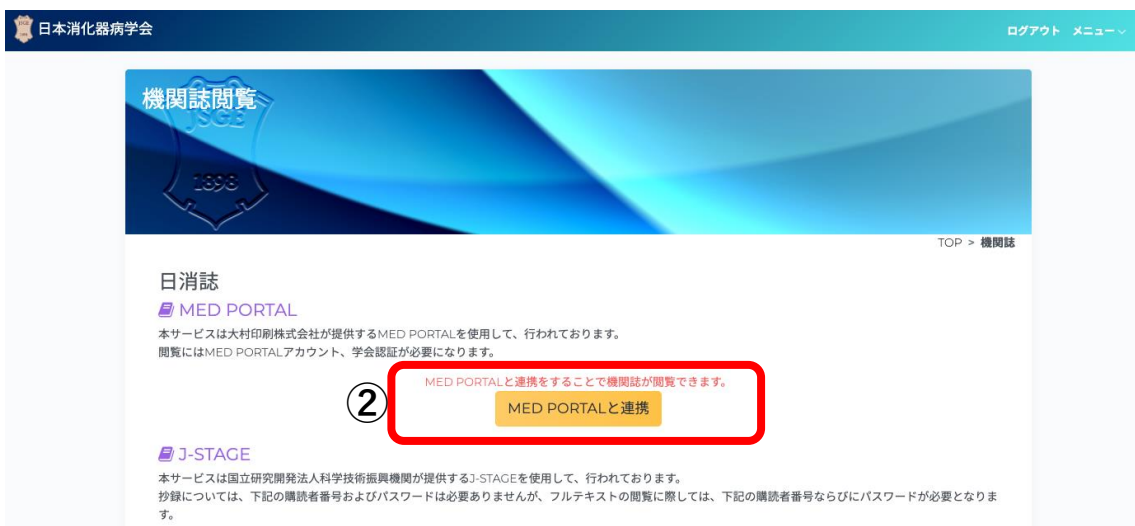 日本消化器病学会
ログアウト メニュー
機関誌閲覧
JSGE
1898
TOP > 機関誌
日消誌
MED PORTAL
本サービスは大村印刷株式会社が提供するMED PORTALを使用して、行われております。
閲覧にはMED PORTALアカウント、学会認証が必要になります。
MED PORTALと連携をすることで機関誌が閲覧できます。
②
MED PORTALと連携
J-STAGE
本サービスは国立研究開発法人科学技術振興機関が提供するJ-STAGEを使用して、行われております。
抄録については、下記の購読者番号およびパスワードは必要ありませんが、フルテキストの閲覧に際しては、下記の購読者番号ならびにパスワードが必要となりま
す。